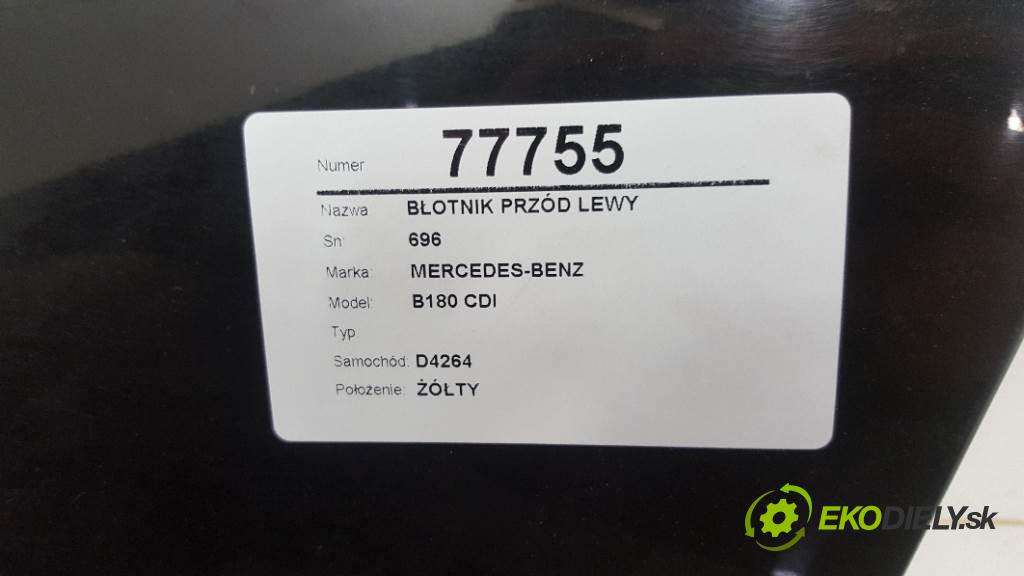 Numer 77755
Nazwa BŁOTNIK PRZÓD LEWY
Sn: 696
Marka: MERCEDES-BENZ
Model: B180 CDI
Typ
Samochód: D4264
Położenie: ŻÓŁTY
EKODIELY.sk